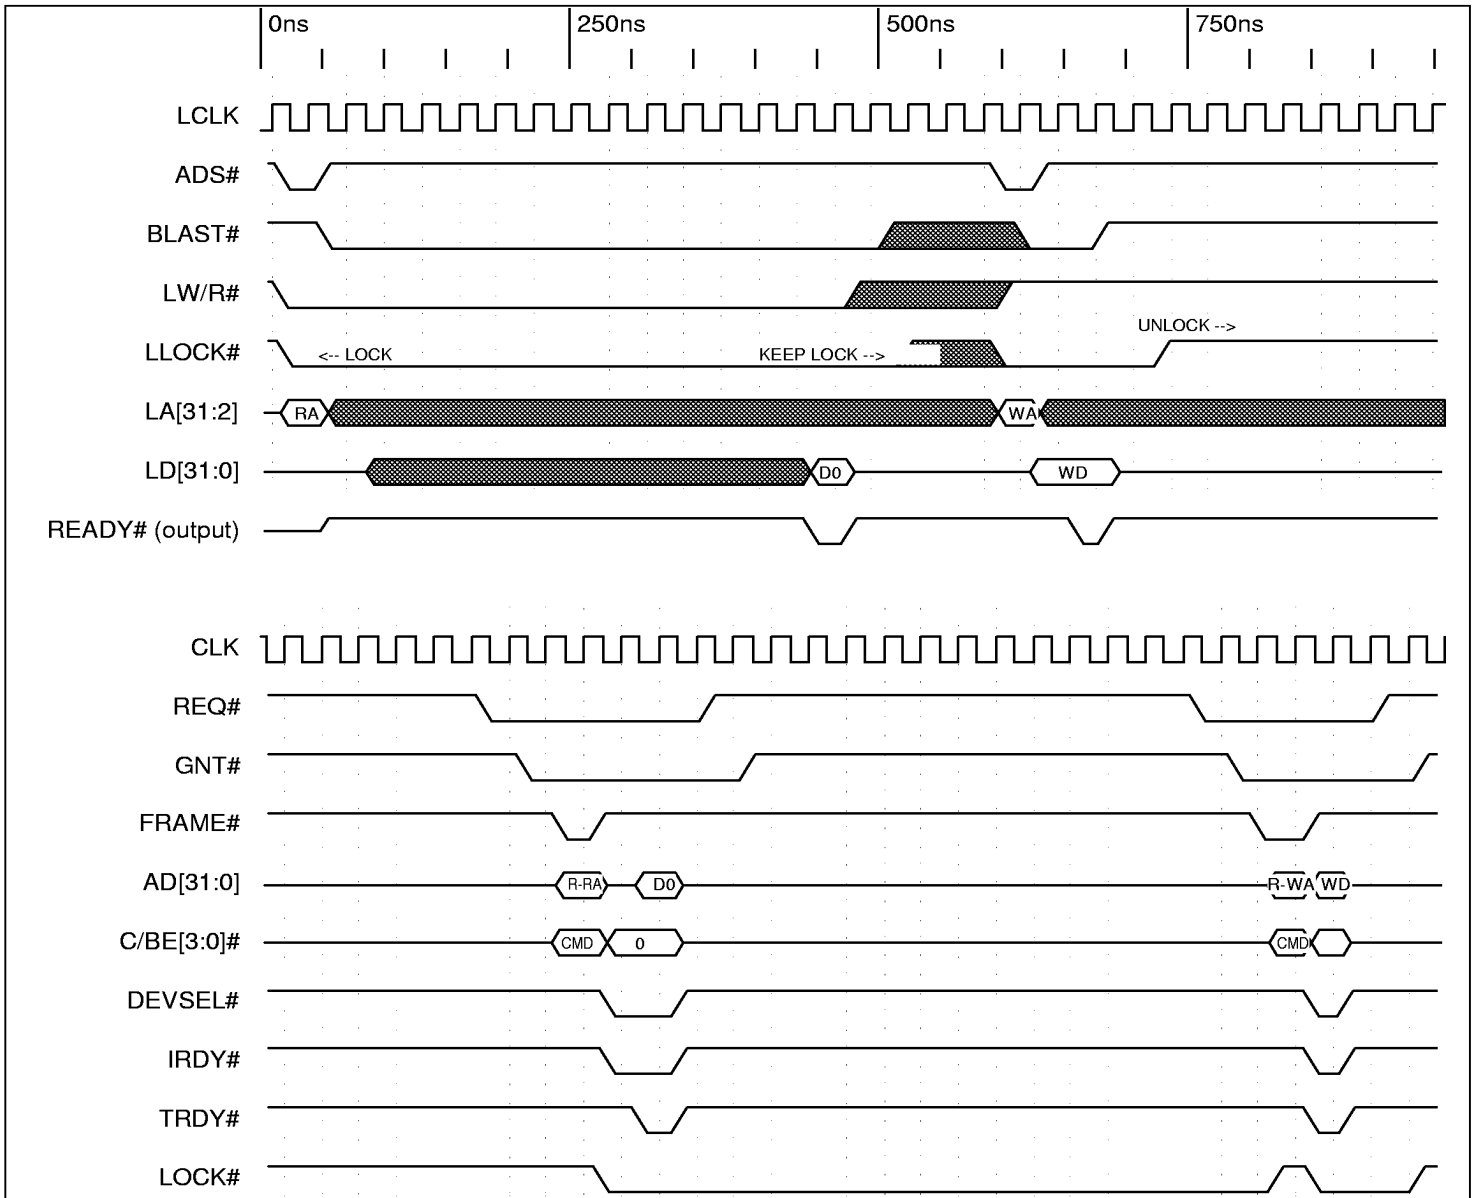 0ns 250ns 500ns 750ns
LCLK
ADS#
BLAST#
LW/R#
UNLOCK -->
LLOCK# <-- LOCK KEEP LOCK -->
LA[31:2] RA WA
LD[31:0] D0 WD
READY# (output)
CLK
REQ#
GNT#
FRAME#
AD[31:0] R-RA D0 R-WA WD
C/BE[3:0]# CMD 0 CMD
DEVSEL#
IRDY#
TRDY#
LOCK#